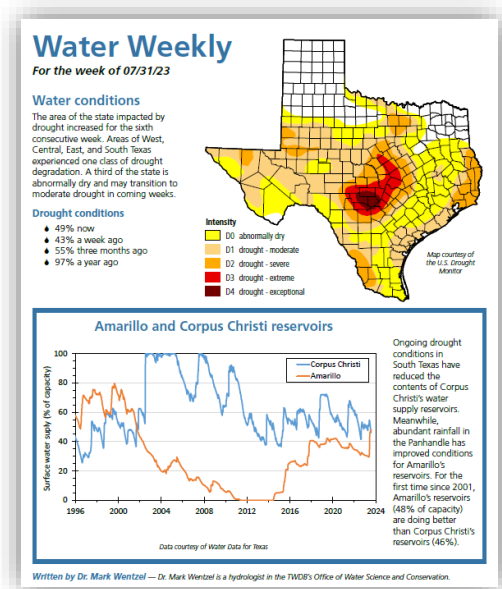 Water Weekly
For the week of 07/31/23
Water conditions
The area of the state impacted by
drought increased for the sixth
consecutive week. Areas of West,
Central, East, and South Texas
experienced one class of drought
degradation. A third of the state is
abnormally dry and may transition to
moderate drought in coming weeks.
Drought conditions
49% now
43% a week ago
55% three months ago
97% a year ago
Intensity
D0 abnormally dry
D1 drought - moderate
D2 drought - severe
D3 drought - extreme
D4 drought - exceptional
Map courtesy of
the U.S. Drought
Monitor
Amarillo and Corpus Christi reservoirs
Surface water suply (% of capacity)
100
80
60
40
20
0
1996
2000
2004
2008
2012
2016
2020
2024
Corpus Christi
Amarillo
Data courtesy of Water Data for Texas
Ongoing drought
conditions in
South Texas have
reduced the
contents of Corpus
Christi's water
supply reservoirs.
Meanwhile,
abundant rainfall in
the Panhandle has
improved conditions
for Amarillo's
reservoirs. For the
first time since 2001,
Amarillo's reservoirs
(48% of capacity)
are doing better
than Corpus Christi's
reservoirs (46%).
Written by Dr. Mark Wentzel — Dr. Mark Wentzel is a hydrologist in the TWDB's Office of Water Science and Conservation.